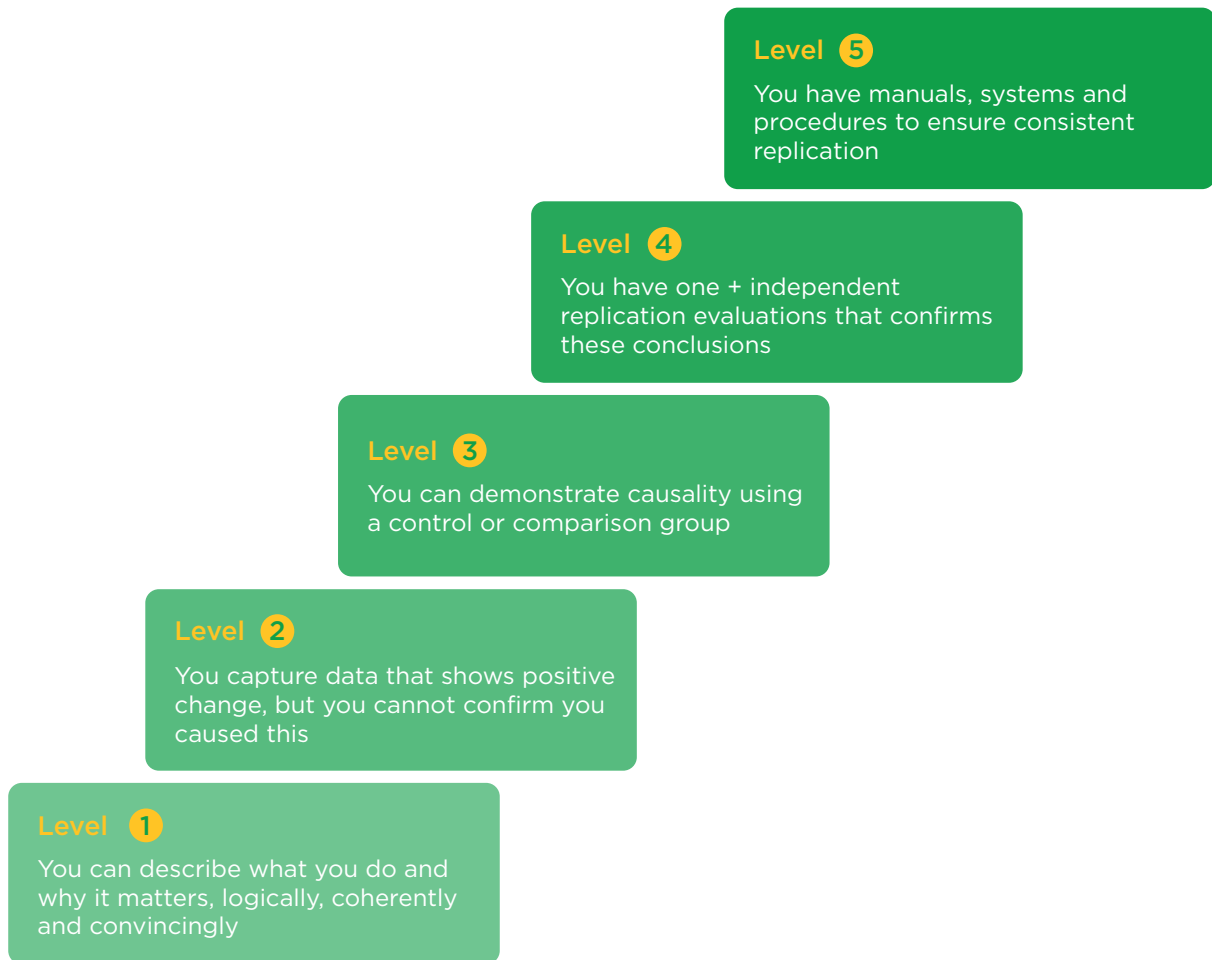 Level 5
You have manuals, systems and
procedures to ensure consistent
replication
Level 4
You have one + independent
replication evaluations that confirms
these conclusions
Level 3
You can demonstrate causality using
a control or comparison group
Level 2
You capture data that shows positive
change, but you cannot confirm you
caused this
Level 1
You can describe what you do and
why it matters, logically, coherently
and convincingly